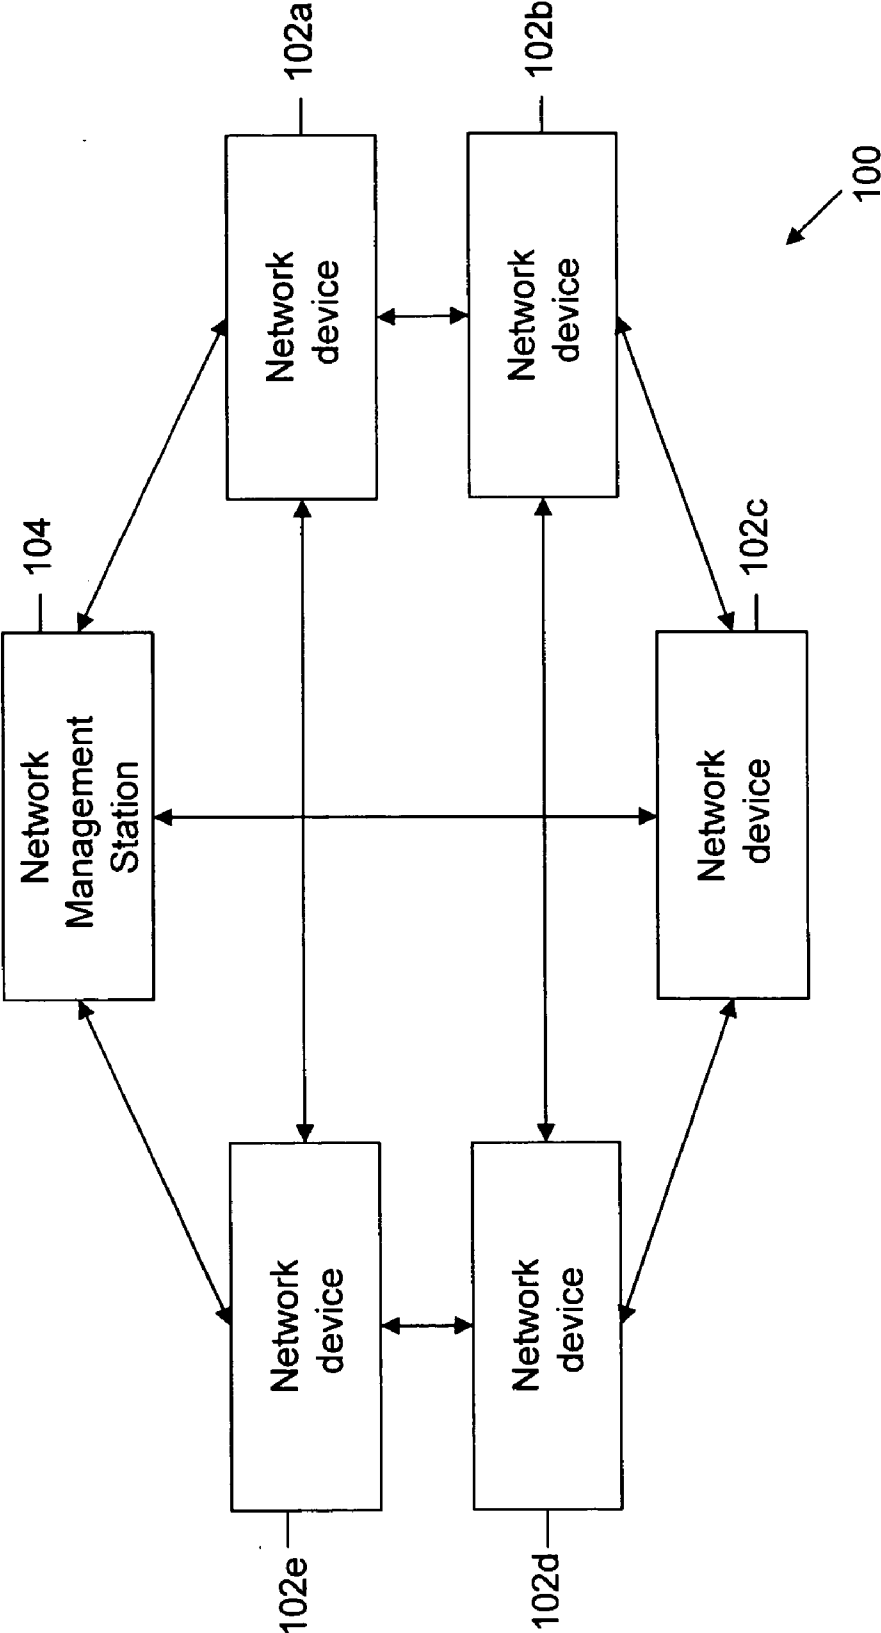 104
Network
Management
Station
102e
Network
device
102a
Network
device
102d
Network
device
102b
Network
device
102c
Network
device
100